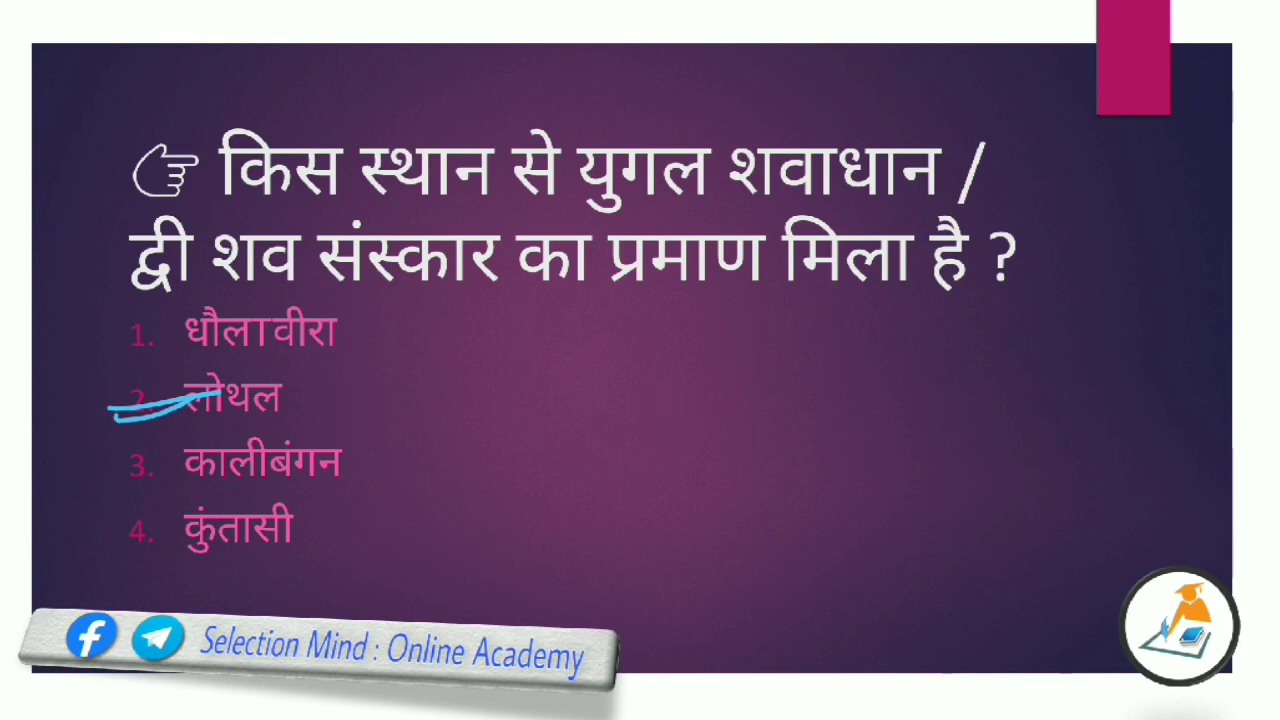 👉 किस स्थान से युगल शवाधान /
द्वी शव संस्कार का प्रमाण मिला है ?
1. धौलावीरा
2. लोथल
3. कालीबंगन
4. कुंतासी
Selection Mind : Online Academy